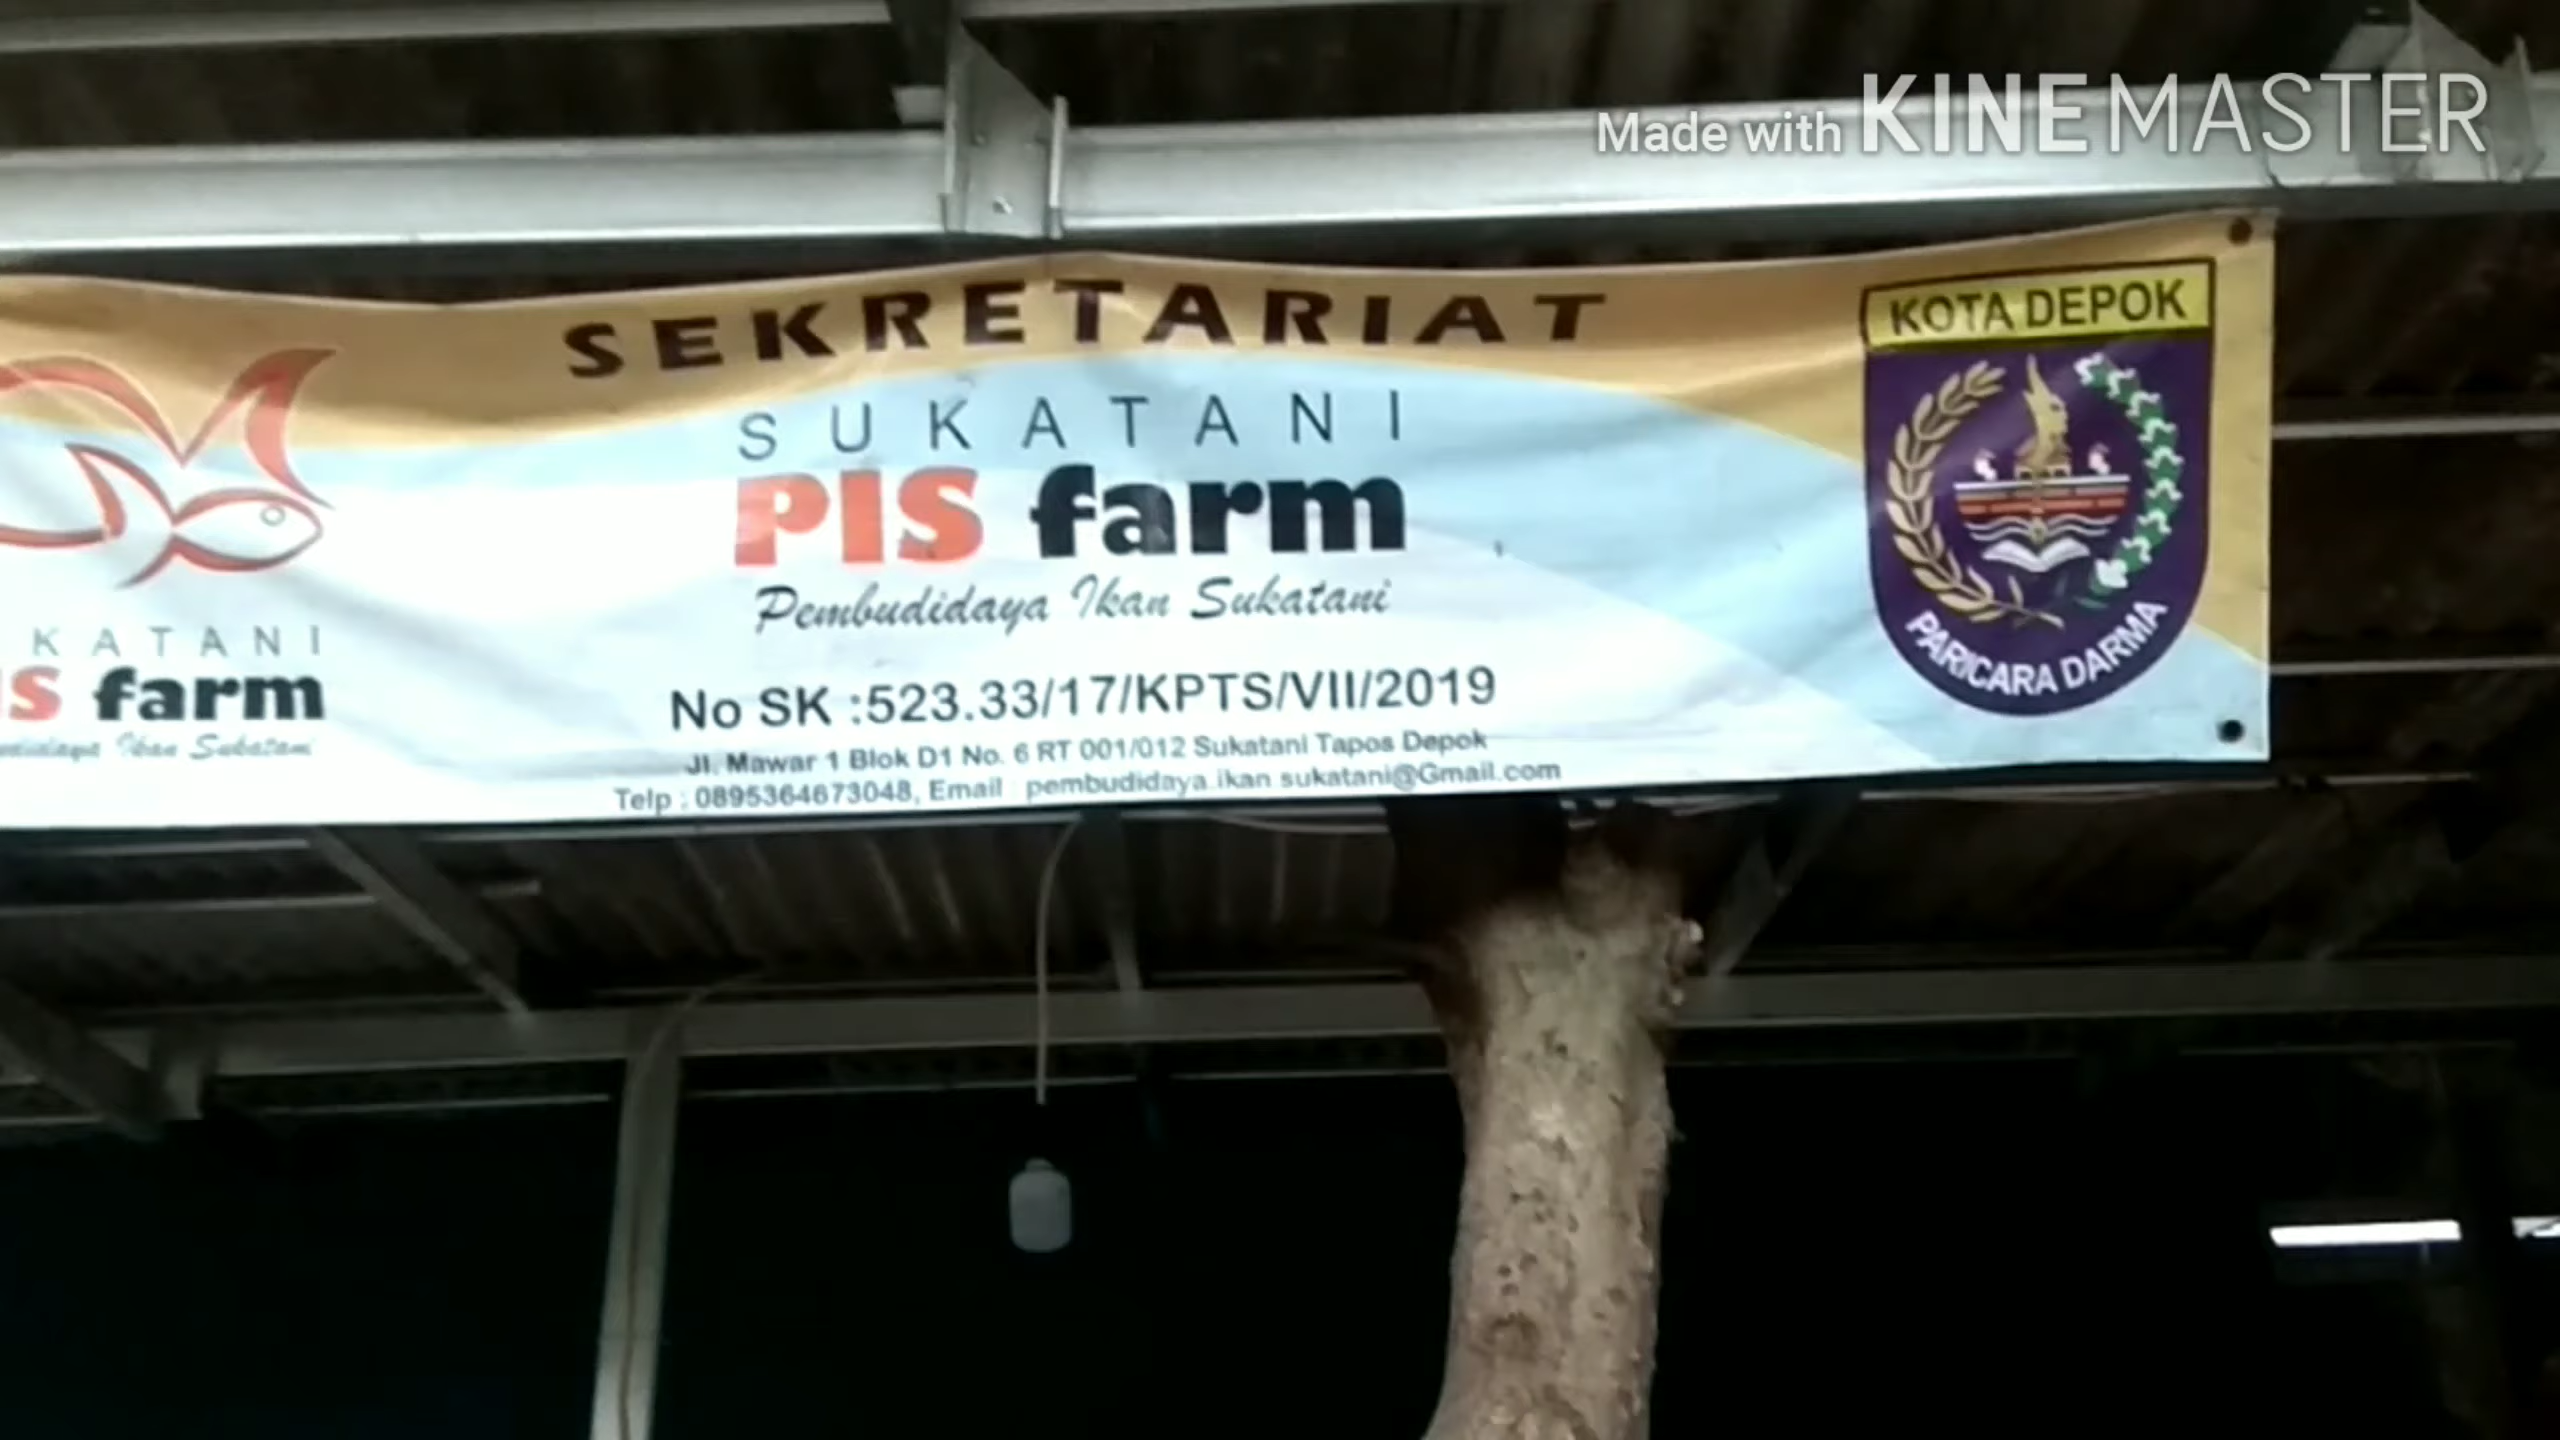 Made with KINEMASTER
SEKRETARIAT
SUKATANI
PIS farm
Pembudidaya Ikan Sukatani
No SK :523.33/17/KPTS/VII/2019
Jl. Mawar 1 Blok D1 No. 6 RT 001/012 Sukatani Tapos Depok
Telp : 0895364673048, Email : pembudidaya.ikan.sukatani@Gmail.com
KATANI
IS farm
Ikan Sukatani
KOTA DEPOK
PARICARA DARMA